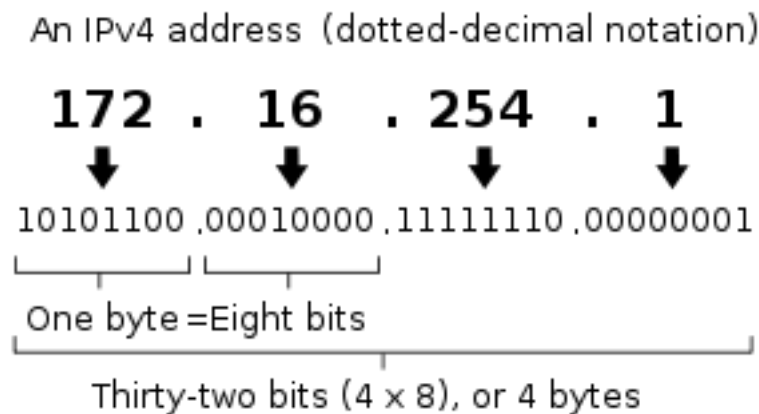 An IPv4 address (dotted-decimal notation)
172 . 16 . 254 . 1
10101100 .00010000 .11111110 .00000001
One byte =Eight bits
Thirty-two bits (4 x 8), or 4 bytes